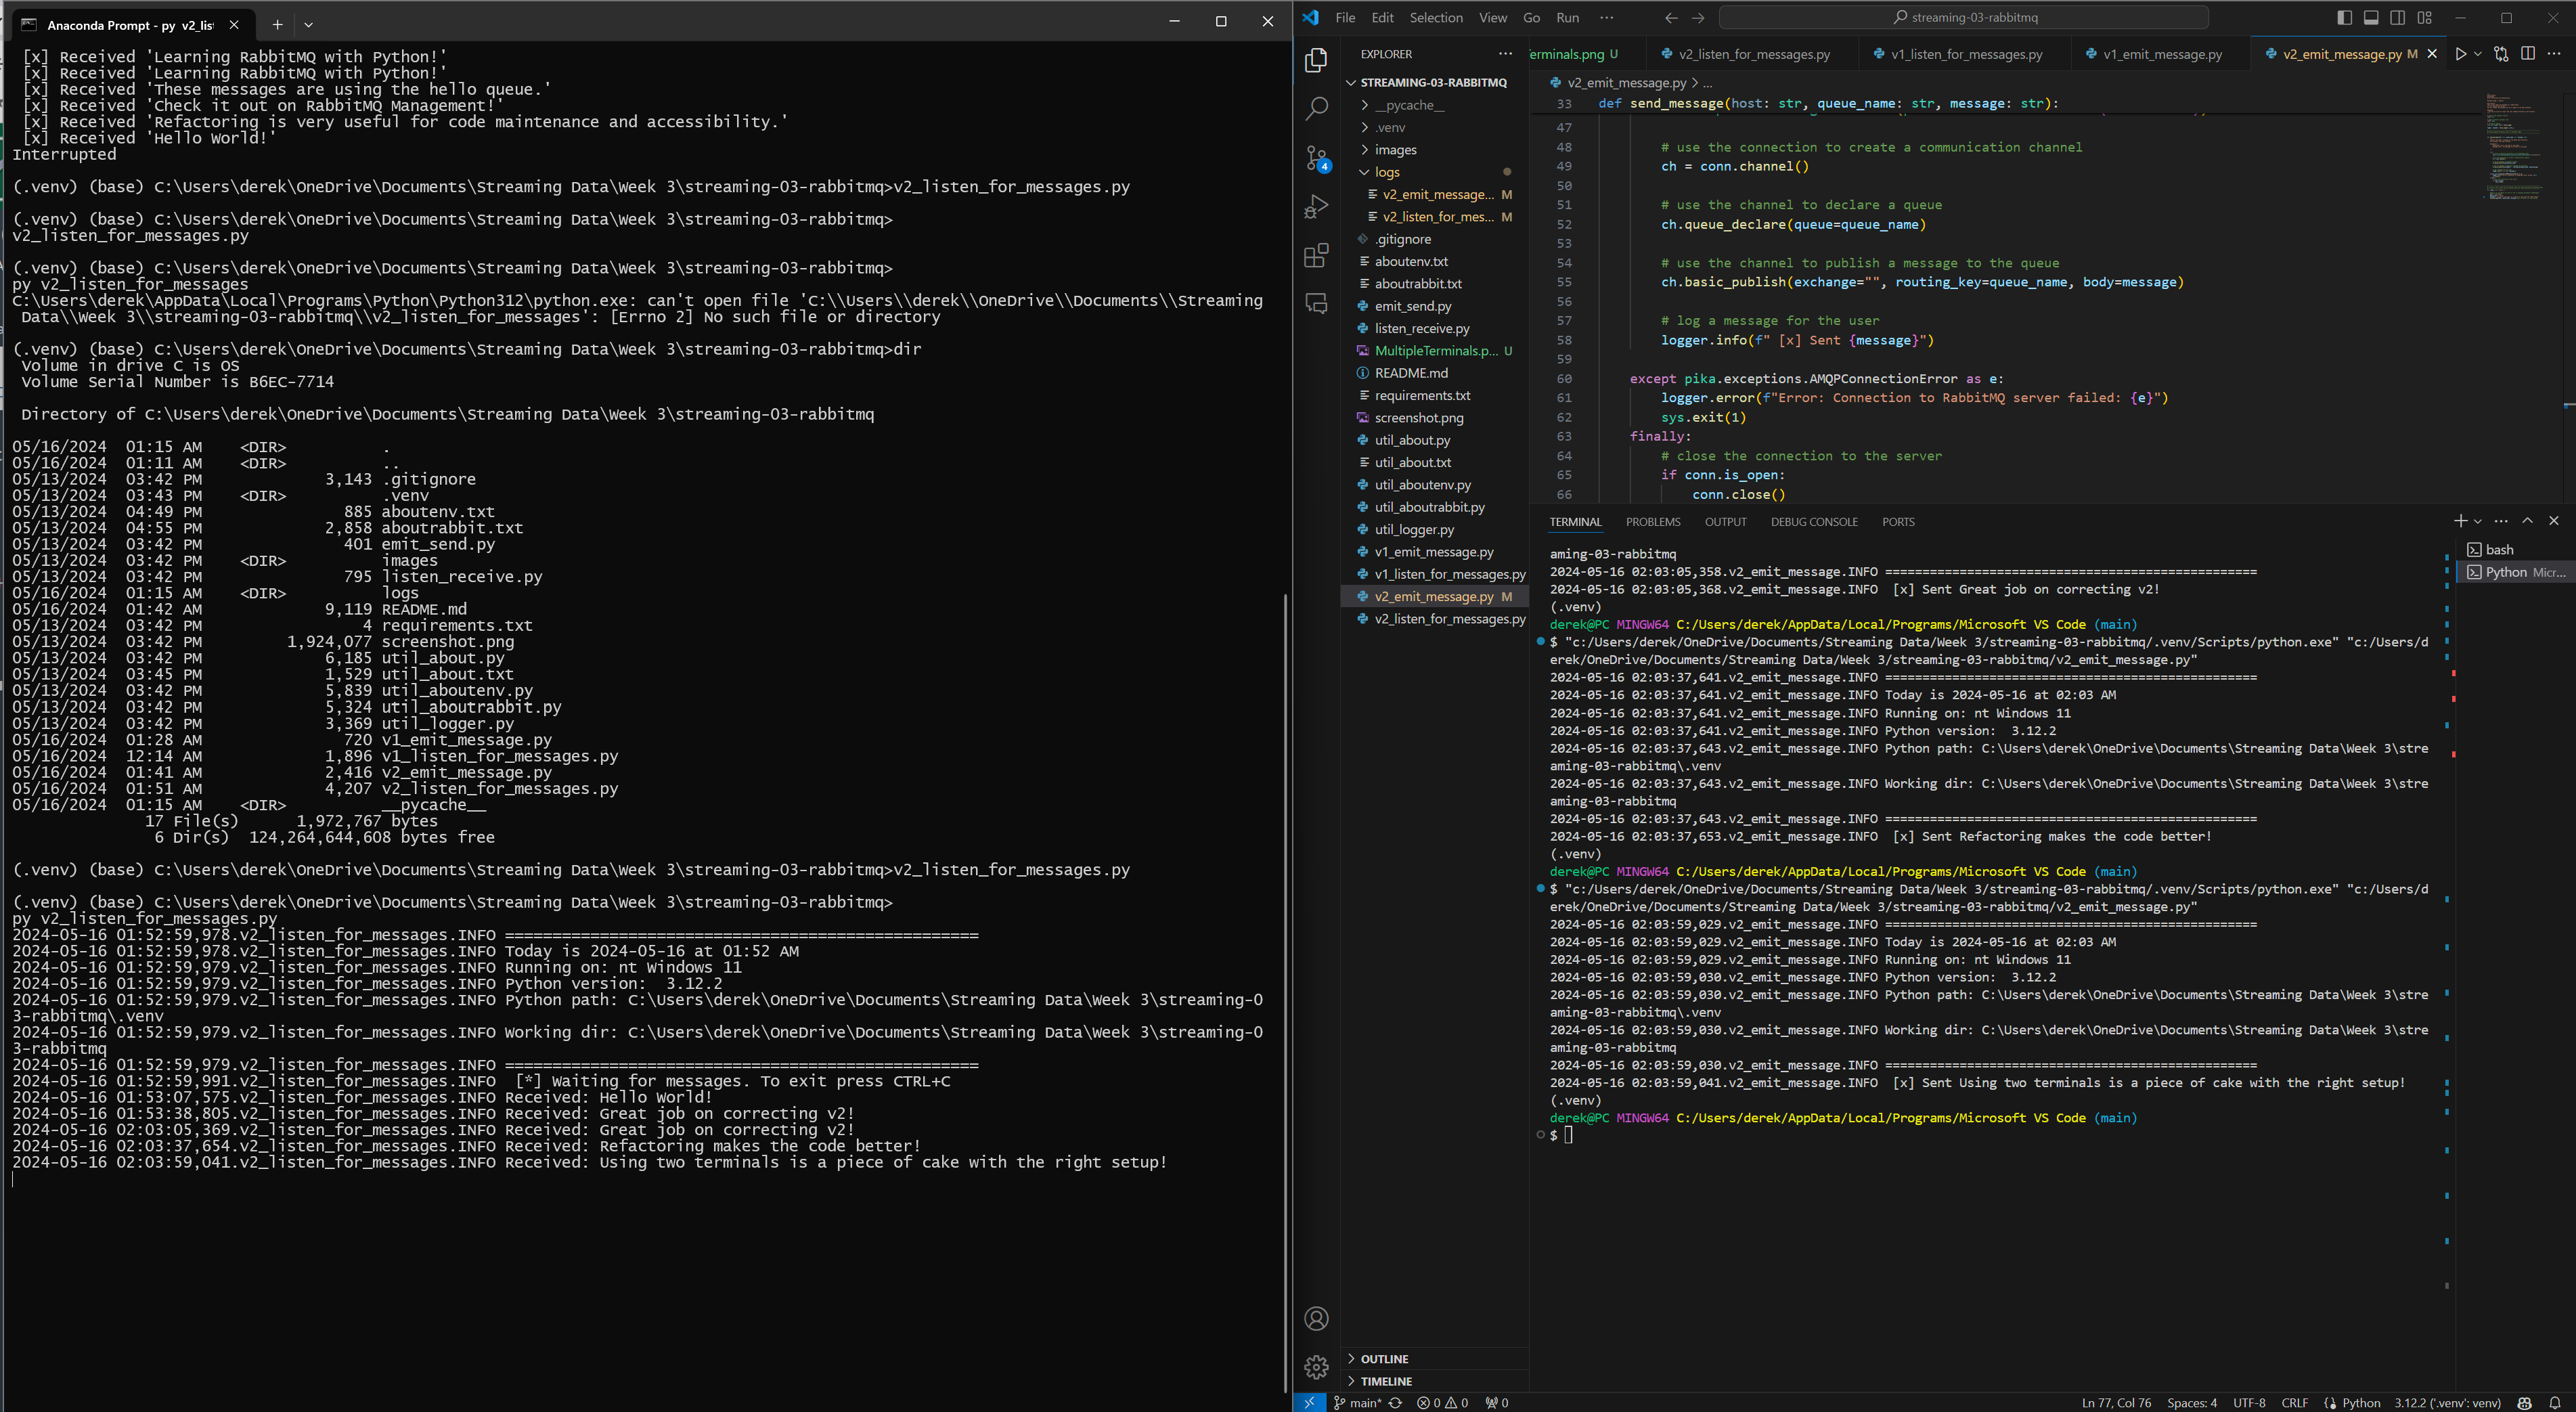 Anaconda Prompt - py  v2_list
[x] Received 'Learning RabbitMQ with Python!'
[x] Received 'Learning RabbitMQ with Python!'
[x] Received 'These messages are using the hello queue.'
[x] Received 'Check it out on RabbitMQ Management!'
[x] Received 'Refactoring is very useful for code maintenance and accessibility.'
[x] Received 'Hello World!'
Interrupted
(.venv) (base) C:\Users\derek\OneDrive\Documents\Streaming Data\Week 3\streaming-03-rabbitmq>v2_listen_for_messages.py
(.venv) (base) C:\Users\derek\OneDrive\Documents\Streaming Data\Week 3\streaming-03-rabbitmq>
v2_listen_for_messages.py
(.venv) (base) C:\Users\derek\OneDrive\Documents\Streaming Data\Week 3\streaming-03-rabbitmq>
py v2_listen_for_messages
C:\Users\derek\AppData\Local\Programs\Python\Python312\python.exe: can't open file 'C:\\Users\\derek\\OneDrive\\Documents\\Streaming
Data\\Week 3\\streaming-03-rabbitmq\\v2_listen_for_messages': [Errno 2] No such file or directory
(.venv) (base) C:\Users\derek\OneDrive\Documents\Streaming Data\Week 3\streaming-03-rabbitmq>dir
Volume in drive C is OS
Volume Serial Number is B6EC-7714
Directory of C:\Users\derek\OneDrive\Documents\Streaming Data\Week 3\streaming-03-rabbitmq
05/16/2024  01:15 AM    <DIR>          .
05/16/2024  01:11 AM    <DIR>          ..
05/13/2024  03:42 PM             3,143 .gitignore
05/13/2024  03:43 PM    <DIR>          .venv
05/13/2024  04:49 PM               885 aboutenv.txt
05/13/2024  04:55 PM             2,858 aboutrabbit.txt
05/13/2024  03:42 PM               401 emit_send.py
05/13/2024  03:42 PM    <DIR>          images
05/13/2024  03:42 PM               795 listen_receive.py
05/16/2024  01:15 AM    <DIR>          logs
05/16/2024  01:42 AM             9,119 README.md
05/13/2024  03:42 PM                 4 requirements.txt
05/13/2024  03:42 PM         1,924,077 screenshot.png
05/13/2024  03:42 PM             6,185 util_about.py
05/13/2024  03:45 PM             1,529 util_about.txt
05/13/2024  03:42 PM             5,839 util_aboutenv.py
05/13/2024  03:42 PM             5,324 util_aboutrabbit.py
05/13/2024  03:42 PM             3,369 util_logger.py
05/16/2024  01:28 AM               720 v1_emit_message.py
05/16/2024  12:14 AM             1,896 v1_listen_for_messages.py
05/16/2024  01:41 AM             2,416 v2_emit_message.py
05/16/2024  01:51 AM             4,207 v2_listen_for_messages.py
05/16/2024  01:15 AM    <DIR>          __pycache__
17 File(s)      1,972,767 bytes
6 Dir(s)  124,264,644,608 bytes free
(.venv) (base) C:\Users\derek\OneDrive\Documents\Streaming Data\Week 3\streaming-03-rabbitmq>v2_listen_for_messages.py
(.venv) (base) C:\Users\derek\OneDrive\Documents\Streaming Data\Week 3\streaming-03-rabbitmq>
py v2_listen_for_messages.py
2024-05-16 01:52:59,978.v2_listen_for_messages.INFO ==================================================
2024-05-16 01:52:59,978.v2_listen_for_messages.INFO Today is 2024-05-16 at 01:52 AM
2024-05-16 01:52:59,979.v2_listen_for_messages.INFO Running on: nt Windows 11
2024-05-16 01:52:59,979.v2_listen_for_messages.INFO Python version:  3.12.2
2024-05-16 01:52:59,979.v2_listen_for_messages.INFO Python path: C:\Users\derek\OneDrive\Documents\Streaming Data\Week 3\streaming-0
3-rabbitmq\.venv
2024-05-16 01:52:59,979.v2_listen_for_messages.INFO Working dir: C:\Users\derek\OneDrive\Documents\Streaming Data\Week 3\streaming-0
3-rabbitmq
2024-05-16 01:52:59,979.v2_listen_for_messages.INFO ==================================================
2024-05-16 01:52:59,991.v2_listen_for_messages.INFO  [*] Waiting for messages. To exit press CTRL+C
2024-05-16 01:53:07,575.v2_listen_for_messages.INFO Received: Hello World!
2024-05-16 01:53:38,805.v2_listen_for_messages.INFO Received: Great job on correcting v2!
2024-05-16 02:03:05,369.v2_listen_for_messages.INFO Received: Great job on correcting v2!
2024-05-16 02:03:37,654.v2_listen_for_messages.INFO Received: Refactoring makes the code better!
2024-05-16 02:03:59,041.v2_listen_for_messages.INFO Received: Using two terminals is a piece of cake with the right setup!
File Edit Selection View Go Run ··· streaming-03-rabbitmq
EXPLORER
STREAMING-03-RABBITMQ
__pycache__
.venv
images
logs
v2_emit_message... M
v2_listen_for_mes... M
.gitignore
aboutenv.txt
aboutrabbit.txt
emit_send.py
listen_receive.py
MultipleTerminals.p... U
README.md
requirements.txt
screenshot.png
util_about.py
util_about.txt
util_aboutenv.py
util_aboutrabbit.py
util_logger.py
v1_emit_message.py
v1_listen_for_messages.py
v2_emit_message.py M
v2_listen_for_messages.py
OUTLINE
TIMELINE
erminals.png U v2_listen_for_messages.py v1_listen_for_messages.py v1_emit_message.py v2_emit_message.py M
v2_emit_message.py > ...
33 def send_message(host: str, queue_name: str, message: str):
47
48 # use the connection to create a communication channel
49 ch = conn.channel()
50
51 # use the channel to declare a queue
52 ch.queue_declare(queue=queue_name)
53
54 # use the channel to publish a message to the queue
55 ch.basic_publish(exchange="", routing_key=queue_name, body=message)
56
57 # log a message for the user
58 logger.info(f" [x] Sent {message}")
59
60 except pika.exceptions.AMQPConnectionError as e:
61 logger.error(f"Error: Connection to RabbitMQ server failed: {e}")
62 sys.exit(1)
63 finally:
64 # close the connection to the server
65 if conn.is_open:
66 conn.close()
TERMINAL PROBLEMS OUTPUT DEBUG CONSOLE PORTS
bash
Python Micr...
aming-03-rabbitmq
2024-05-16 02:03:05,358.v2_emit_message.INFO ==================================================
2024-05-16 02:03:05,368.v2_emit_message.INFO  [x] Sent Great job on correcting v2!
(.venv)
derek@PC MINGW64 C:/Users/derek/AppData/Local/Programs/Microsoft VS Code (main)
$ "c:/Users/derek/OneDrive/Documents/Streaming Data/Week 3/streaming-03-rabbitmq/.venv/Scripts/python.exe" "c:/Users/d
erek/OneDrive/Documents/Streaming Data/Week 3/streaming-03-rabbitmq/v2_emit_message.py"
2024-05-16 02:03:37,641.v2_emit_message.INFO ==================================================
2024-05-16 02:03:37,641.v2_emit_message.INFO Today is 2024-05-16 at 02:03 AM
2024-05-16 02:03:37,641.v2_emit_message.INFO Running on: nt Windows 11
2024-05-16 02:03:37,641.v2_emit_message.INFO Python version:  3.12.2
2024-05-16 02:03:37,643.v2_emit_message.INFO Python path: C:\Users\derek\OneDrive\Documents\Streaming Data\Week 3\stre
aming-03-rabbitmq\.venv
2024-05-16 02:03:37,643.v2_emit_message.INFO Working dir: C:\Users\derek\OneDrive\Documents\Streaming Data\Week 3\stre
aming-03-rabbitmq
2024-05-16 02:03:37,643.v2_emit_message.INFO ==================================================
2024-05-16 02:03:37,653.v2_emit_message.INFO  [x] Sent Refactoring makes the code better!
(.venv)
derek@PC MINGW64 C:/Users/derek/AppData/Local/Programs/Microsoft VS Code (main)
$ "c:/Users/derek/OneDrive/Documents/Streaming Data/Week 3/streaming-03-rabbitmq/.venv/Scripts/python.exe" "c:/Users/d
erek/OneDrive/Documents/Streaming Data/Week 3/streaming-03-rabbitmq/v2_emit_message.py"
2024-05-16 02:03:59,029.v2_emit_message.INFO ==================================================
2024-05-16 02:03:59,029.v2_emit_message.INFO Today is 2024-05-16 at 02:03 AM
2024-05-16 02:03:59,029.v2_emit_message.INFO Running on: nt Windows 11
2024-05-16 02:03:59,030.v2_emit_message.INFO Python version:  3.12.2
2024-05-16 02:03:59,030.v2_emit_message.INFO Python path: C:\Users\derek\OneDrive\Documents\Streaming Data\Week 3\stre
aming-03-rabbitmq\.venv
2024-05-16 02:03:59,030.v2_emit_message.INFO Working dir: C:\Users\derek\OneDrive\Documents\Streaming Data\Week 3\stre
aming-03-rabbitmq
2024-05-16 02:03:59,030.v2_emit_message.INFO ==================================================
2024-05-16 02:03:59,041.v2_emit_message.INFO  [x] Sent Using two terminals is a piece of cake with the right setup!
(.venv)
derek@PC MINGW64 C:/Users/derek/AppData/Local/Programs/Microsoft VS Code (main)
$
main* 0 0 0 Ln 77, Col 76 Spaces: 4 UTF-8 CRLF Python 3.12.2 ('.venv': venv)